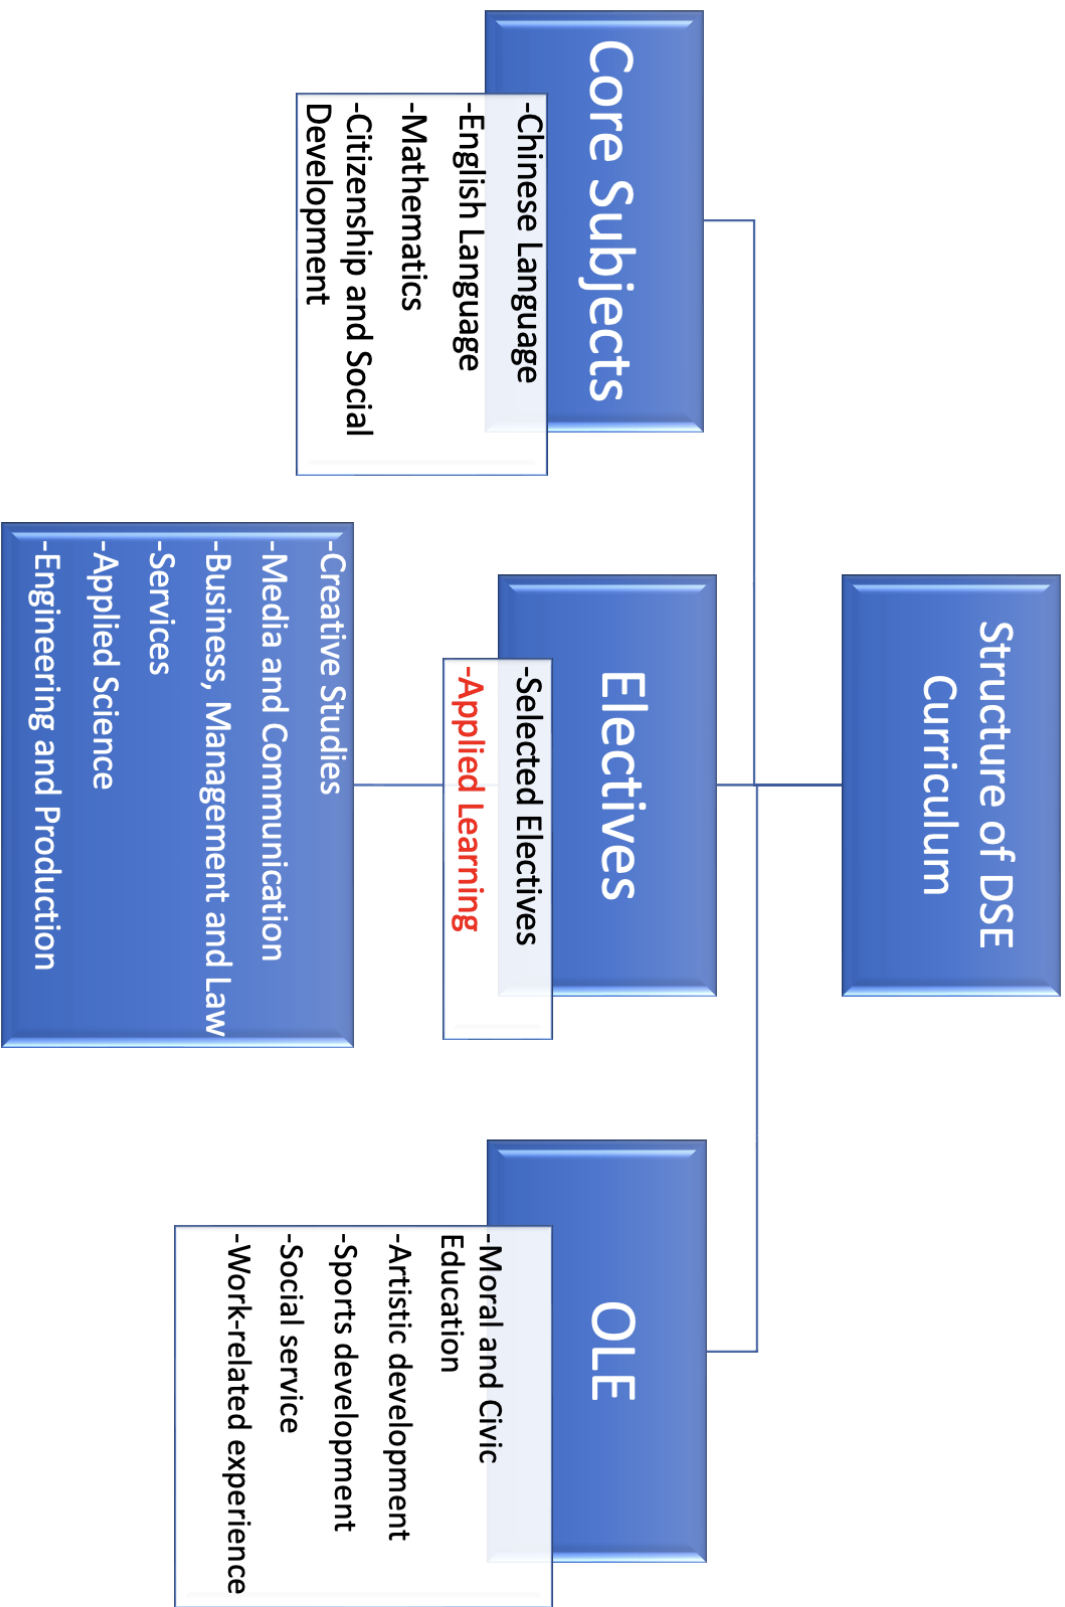 Structure of DSE
Curriculum
Core Subjects
-Chinese Language
-English Language
-Mathematics
-Citizenship and Social
Development
Electives
-Selected Electives
-Applied Learning
-Creative Studies
-Media and Communication
-Business, Management and Law
-Services
-Applied Science
-Engineering and Production
OLE
-Moral and Civic
Education
-Artistic development
-Sports development
-Social service
-Work-related experience